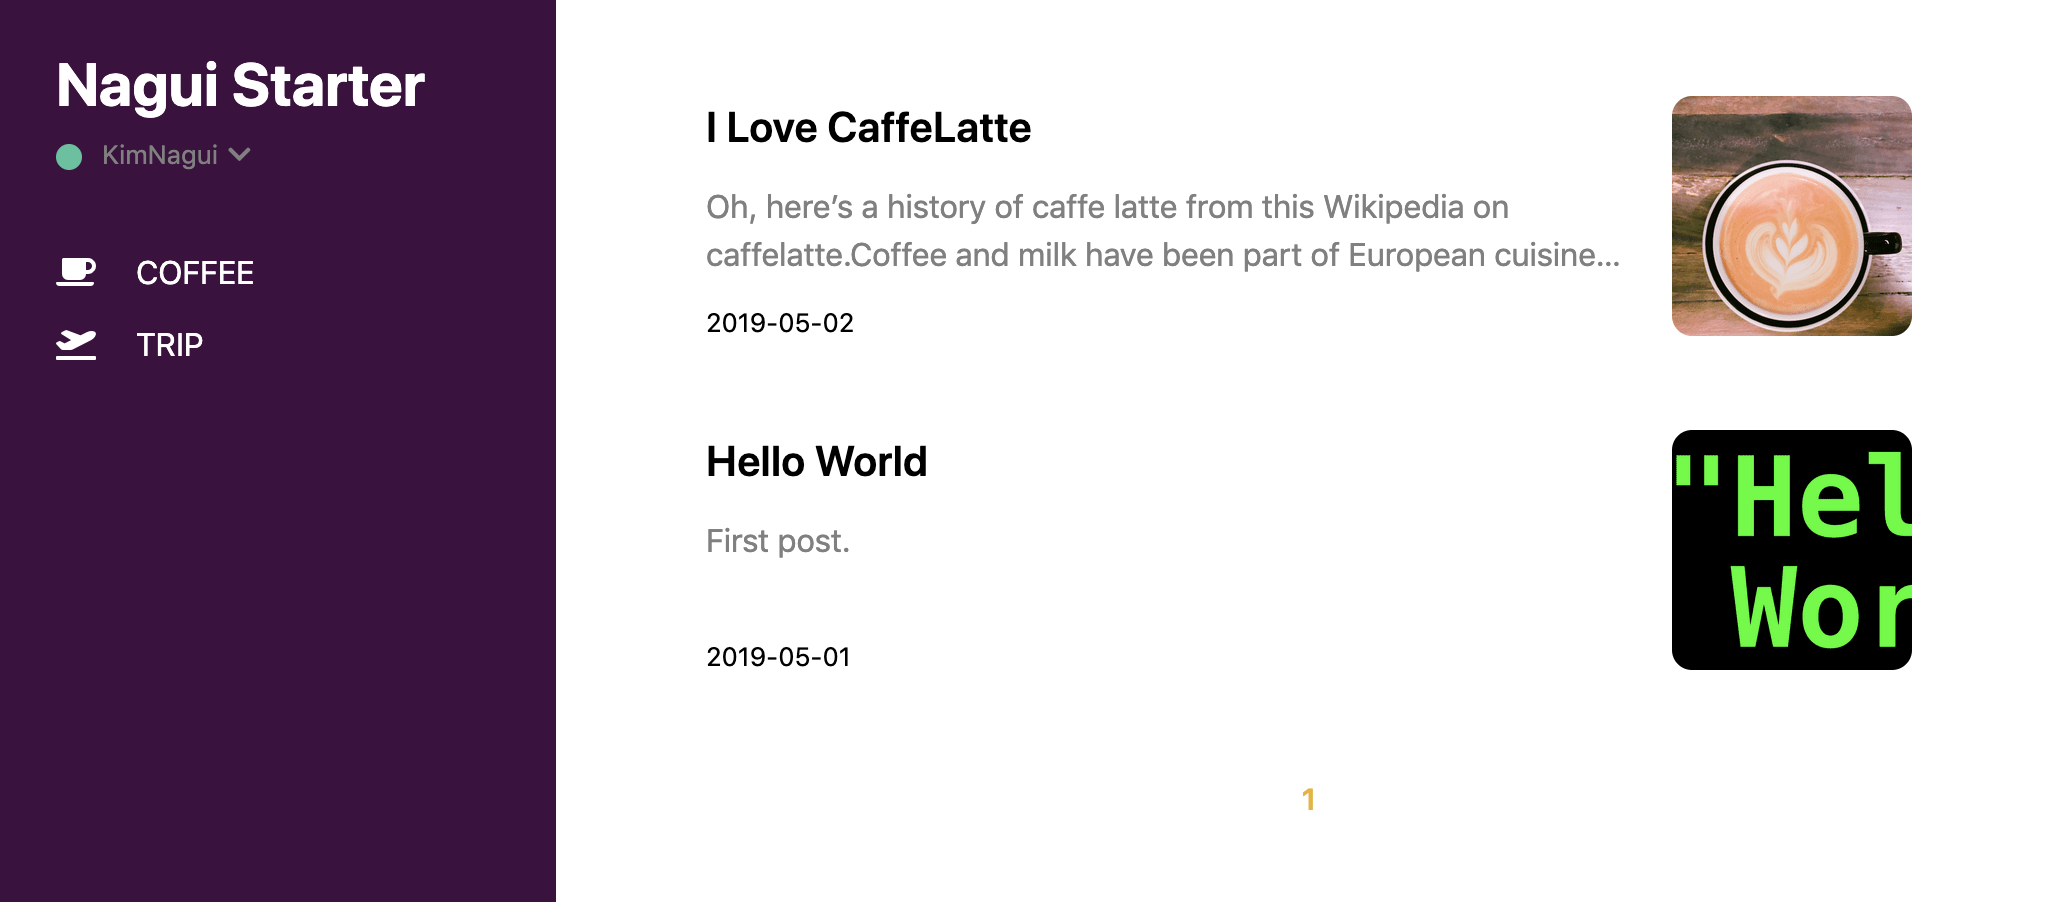 Nagui Starter
KimNagui
COFFEE
TRIP
I Love CaffeLatte
Oh, here’s a history of caffe latte from this Wikipedia on
caffelatte.Coffee and milk have been part of European cuisine...
2019-05-02
Hello World
First post.
2019-05-01
"Hel
Wor
1